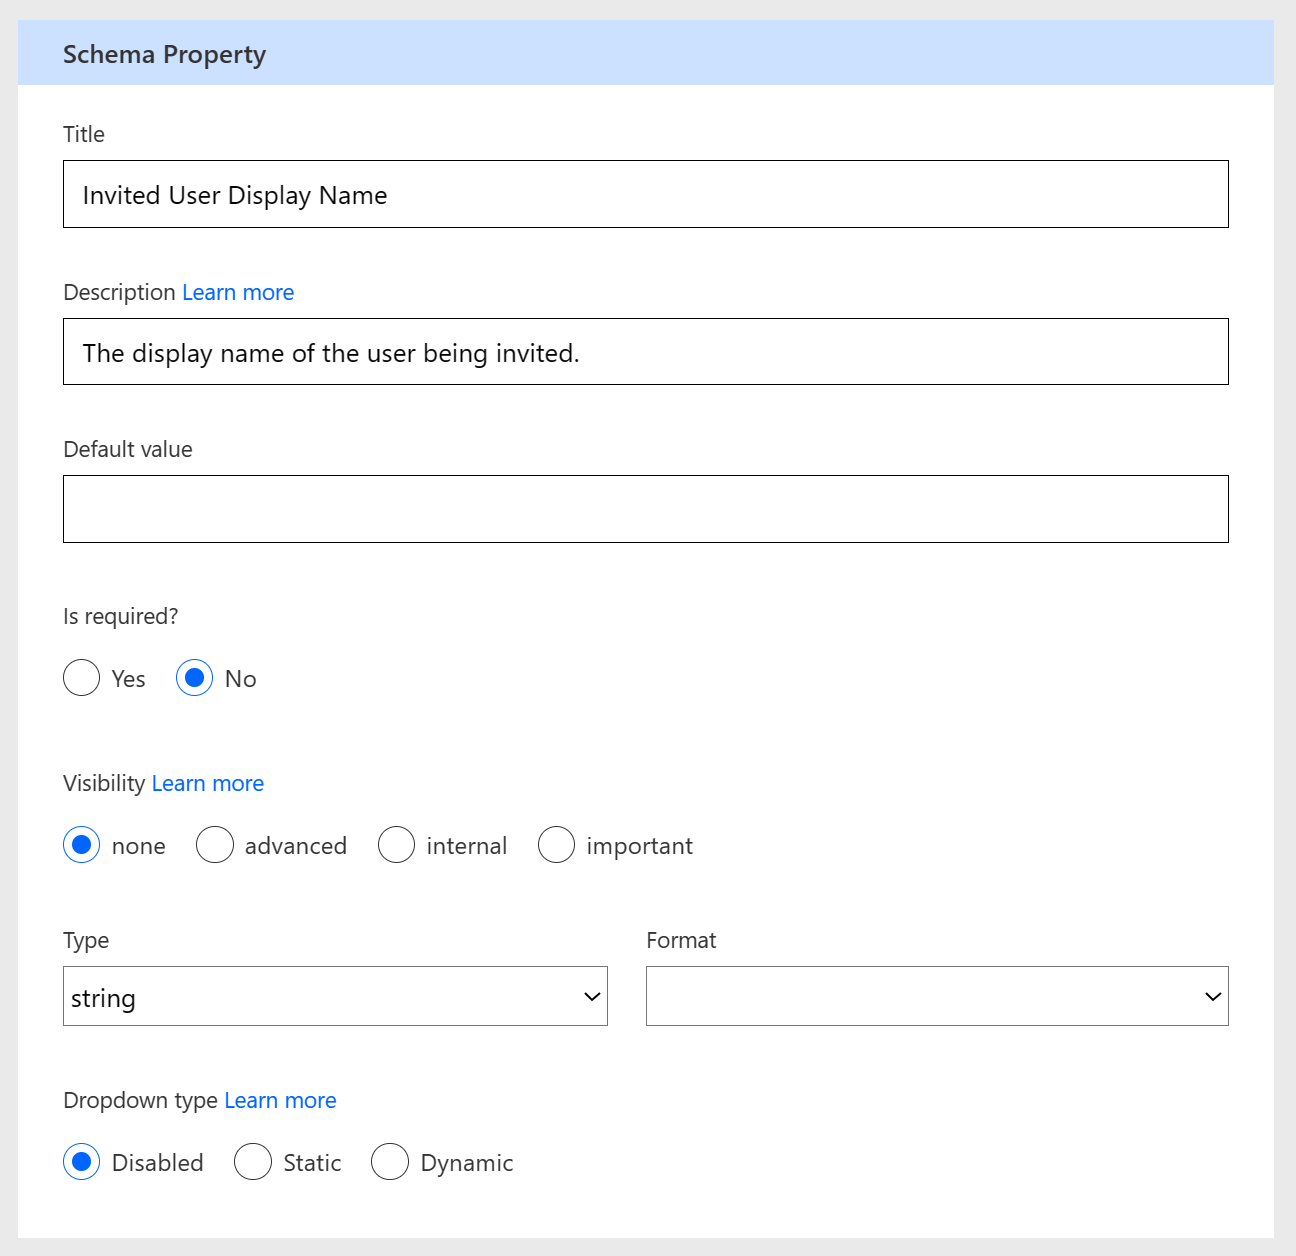 Schema Property
Title
Invited User Display Name
Description Learn more
The display name of the user being invited.
Default value
Is required?
Yes No
Visibility Learn more
none advanced internal important
Type Format
string
Dropdown type Learn more
Disabled Static Dynamic